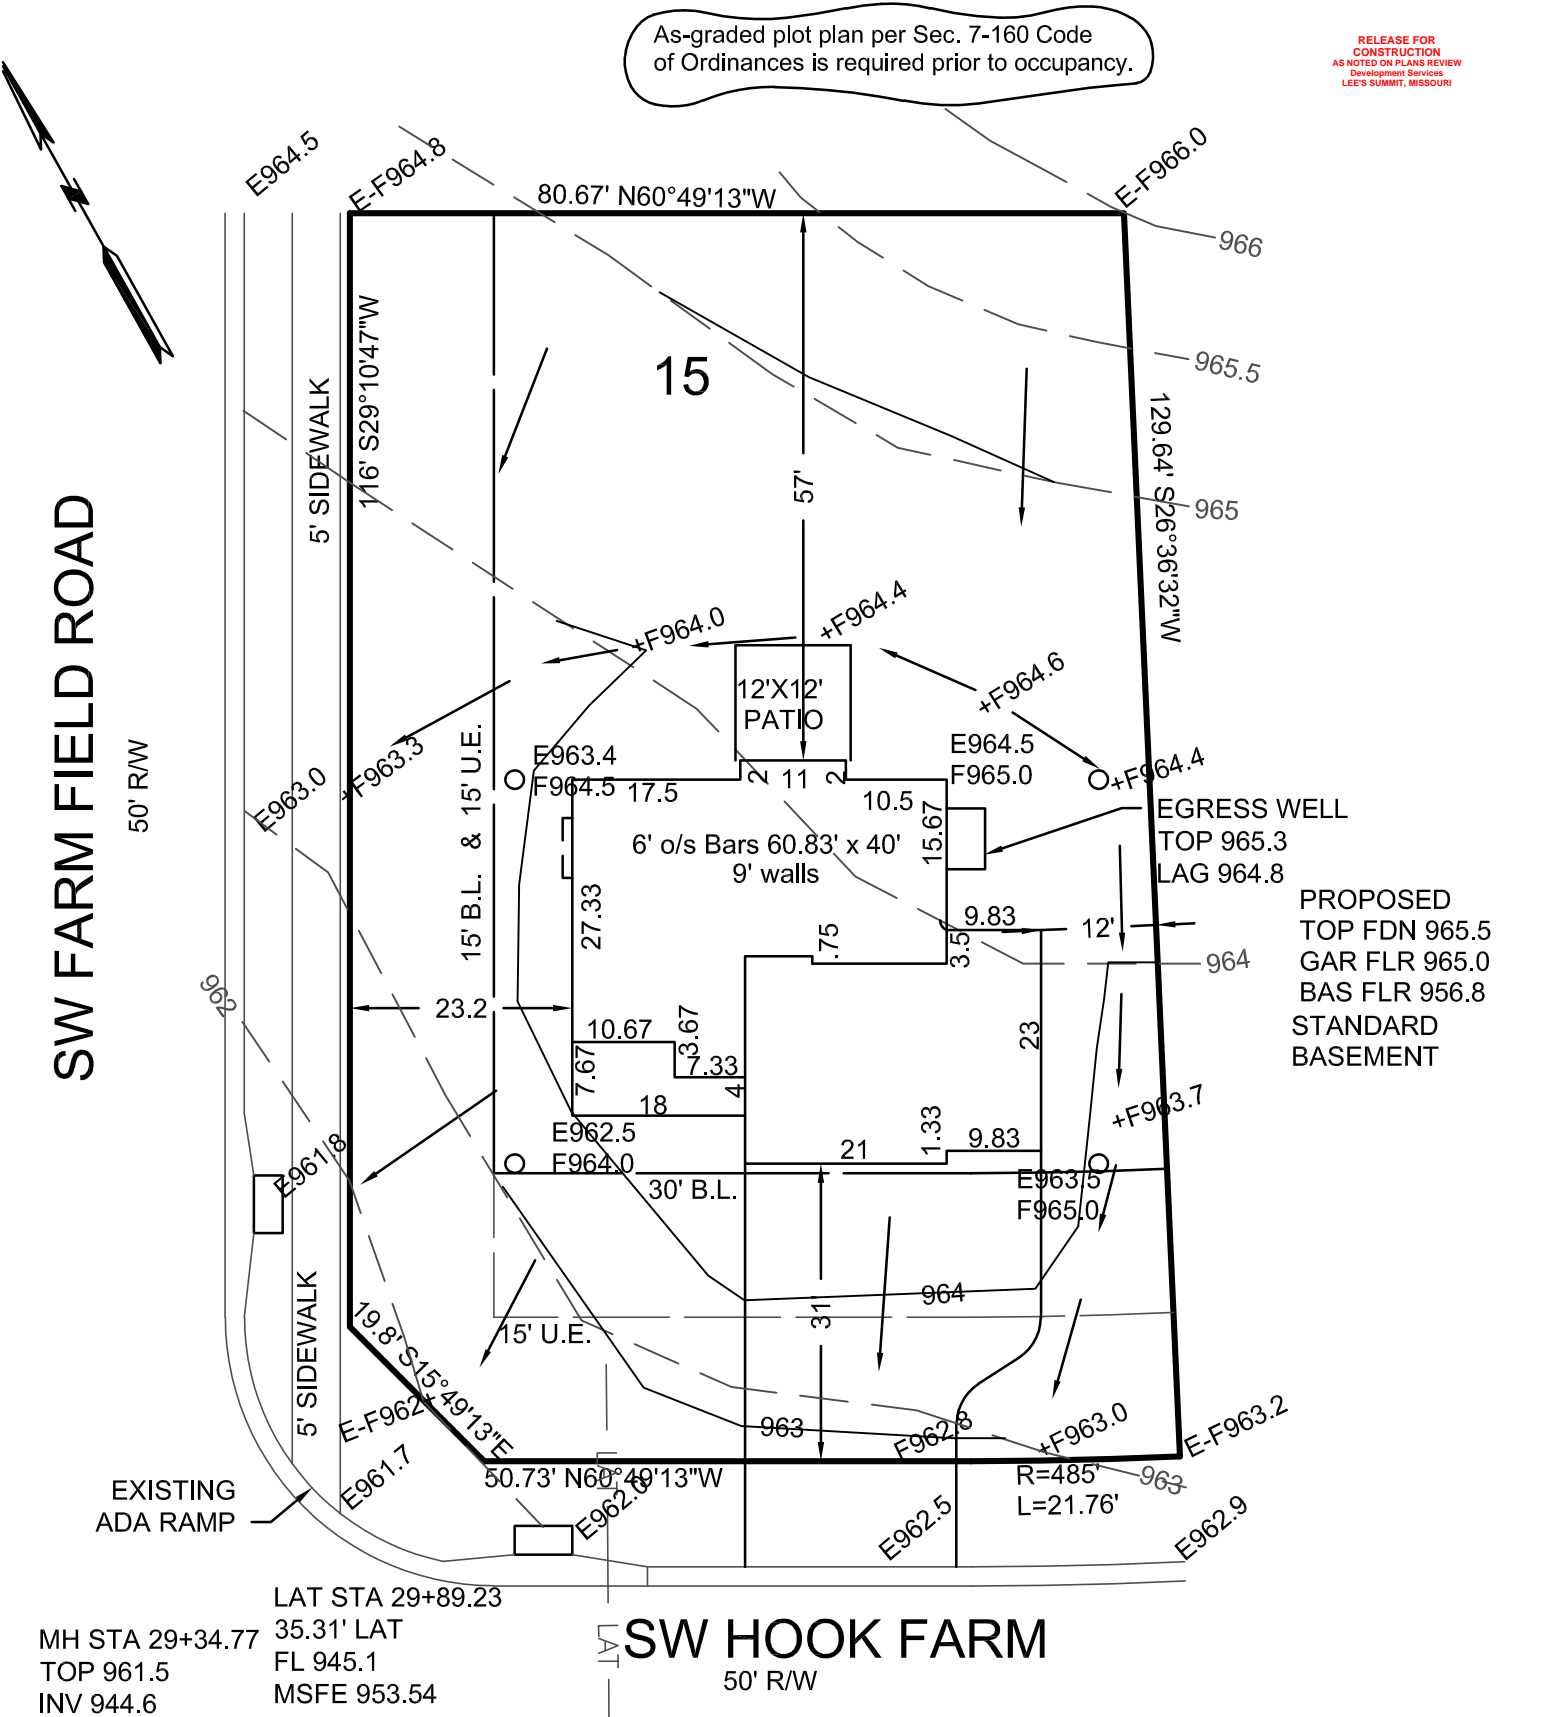 As-graded plot plan per Sec. 7-160 Code
of Ordinances is required prior to occupancy.
RELEASE FOR
CONSTRUCTION
AS NOTED ON PLANS REVIEW
Development Services
LEE'S SUMMIT, MISSOURI
E964.5
E-F964.8
80.67' N60°49'13"W
E-F966.0
966
965.5
965
15
116' S29°10'47"W
5' SIDEWALK
57'
129.64' S26°36'32"W
SW FARM FIELD ROAD
50' R/W
+F964.0
+F964.4
+F964.6
12'X12'
PATIO
E963.0
+F963.3
15' B.L. & 15' U.E.
E963.4
F964.5
17.5
2
11
2
10.5
E964.5
F965.0
+F964.4
EGRESS WELL
TOP 965.3
LAG 964.8
6' o/s Bars 60.83' x 40'
9' walls
15.67
27.33
.75
9.83
3.5
12'
964
PROPOSED
TOP FDN 965.5
GAR FLR 965.0
BAS FLR 956.8
STANDARD
BASEMENT
962
23.2
10.67
3.67
7.33
7.67
4
18
23
+F963.7
E961.8
E962.5
F964.0
21
1.33
9.83
30' B.L.
E963.5
F965.0
964
31'
15' U.E.
5' SIDEWALK
19.8' S15°49'13"E
E-F962+
963
F962.8
+F963.0
E-F963.2
50.73' N60°49'13"W
LAT
R=485'
L=21.76'
963
E961.7
E962.0
E962.5
E962.9
EXISTING
ADA RAMP
LAT STA 29+89.23
35.31' LAT
FL 945.1
MSFE 953.54
MH STA 29+34.77
TOP 961.5
INV 944.6
LAT
SW HOOK FARM
50' R/W